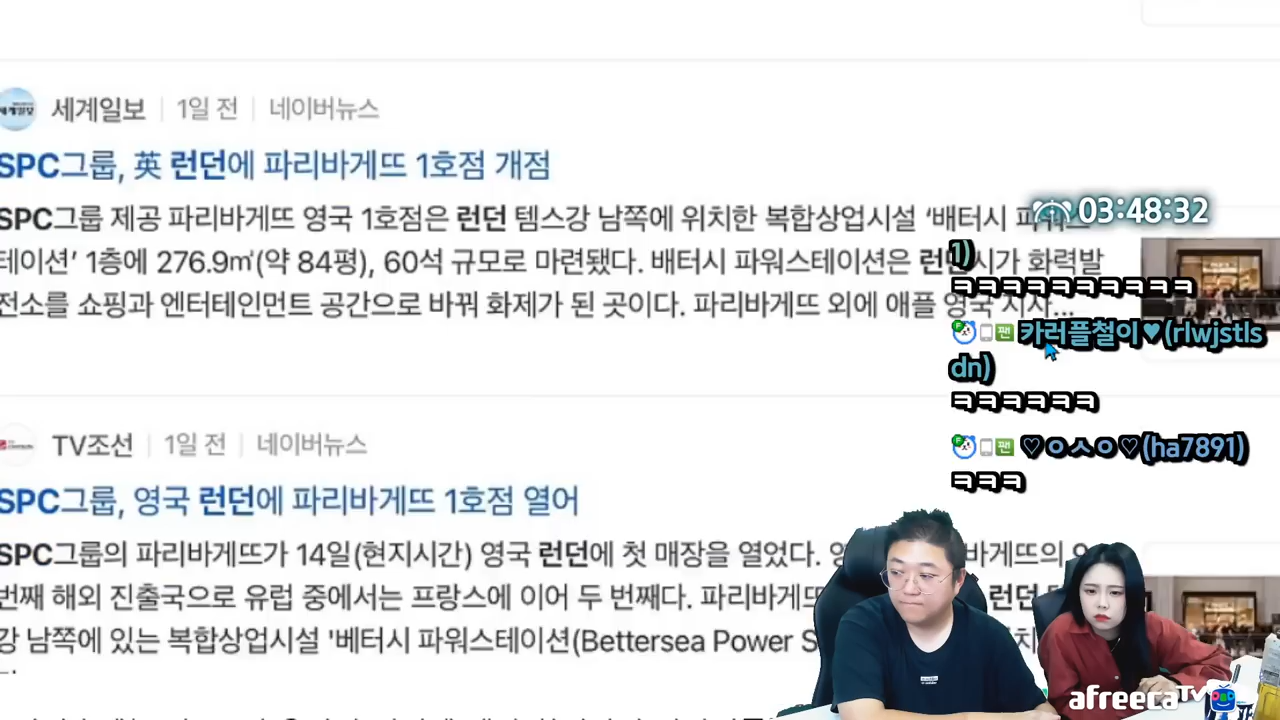 세계일보 1일 전 네이버뉴스
SPC그룹, 英 런던에 파리바게뜨 1호점 개점
SPC그룹 제공 파리바게뜨 영국 1호점은 런던 템스강 남쪽에 위치한 복합상업시설 ‘배터시 파워스
테이션’ 1층에 276.9㎡(약 84평), 60석 규모로 마련됐다. 배터시 파워스테이션은 런던시가 화력발
전소를 쇼핑과 엔터테인먼트 공간으로 바꿔 화제가 된 곳이다. 파리바게뜨 외에 애플 영국 지사...
03:48:32
1)
ㅋㅋㅋㅋㅋㅋㅋㅋㅋㅋ
F 팬 카러플철이♥(rlwjstls
dn)
ㅋㅋㅋㅋㅋㅋ
F 팬 ♡ㅇㅅㅇ♡(ha7891)
ㅋㅋㅋ
TV조선 1일 전 네이버뉴스
SPC그룹, 영국 런던에 파리바게뜨 1호점 열어
SPC그룹의 파리바게뜨가 14일(현지시간) 영국 런던에 첫 매장을 열었다.
번째 해외 진출국으로 유럽 중에서는 프랑스에 이어 두 번째다. 런던
강 남쪽에 있는 복합상업시설 '베터시 파워스테이션(Bettersea Power S
afreecaTV